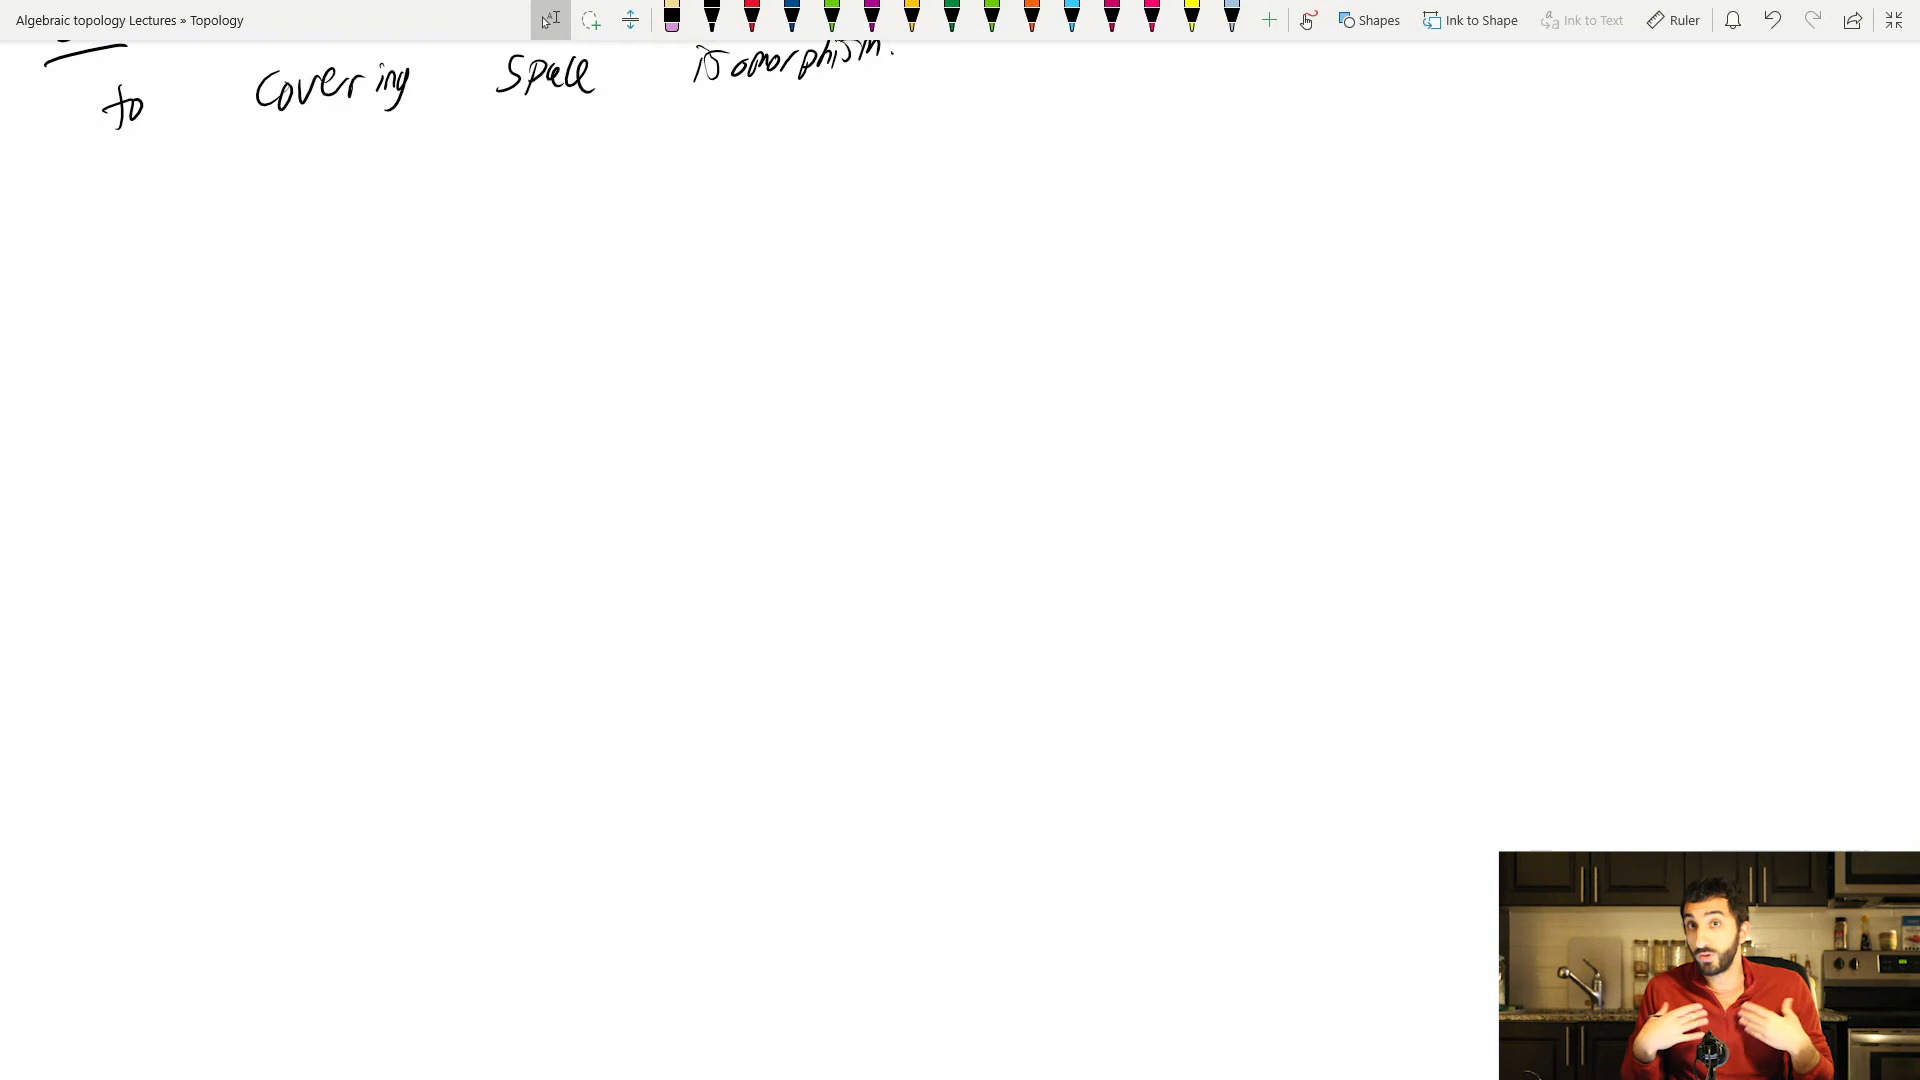 Algebraic topology Lectures » Topology Shapes Ink to Shape Ink to Text Ruler
to covering space isomorphism.